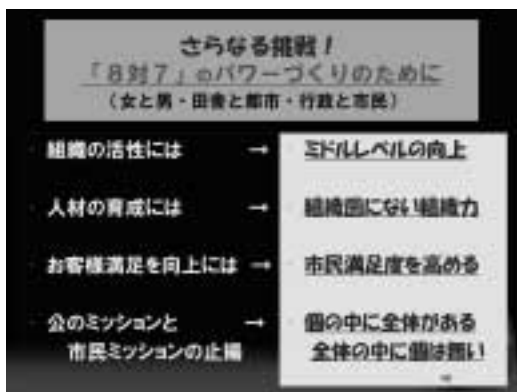 さらなる挑戦！
「８対７」のパワーづくりのために
（女と男・田舎と都市・行政と市民）
組織の活性には → ミドルレベルの向上
人材の育成には → 組織図にない組織力
お客様満足を向上には → 市民満足度を高める
公のミッションと → 個の中に全体がある
市民ミッションの止揚 全体の中に個は無い